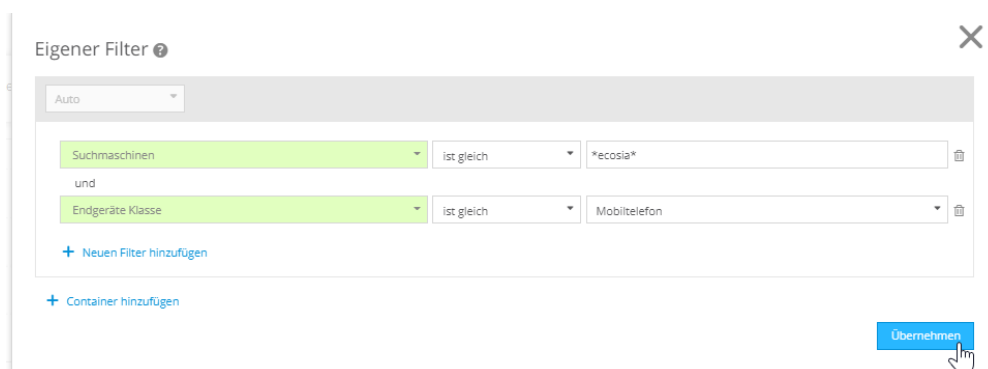 Eigener Filter ?
Auto
Suchmaschinen ist gleich *ecosia*
und
Endgeräte Klasse ist gleich Mobiltelefon
+ Neuen Filter hinzufügen
+ Container hinzufügen
Übernehmen